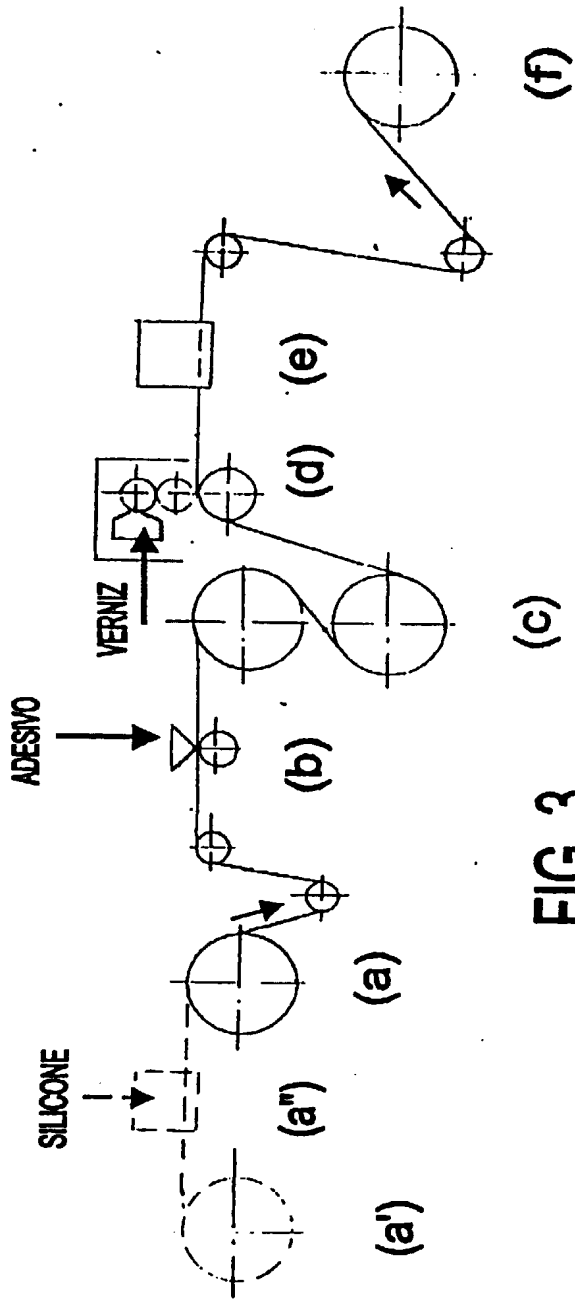 SILICONE
ADESIVO
VERNIZ
(a')
(a")
(a)
(b)
(c)
(d)
(e)
(f)
FIG. 3